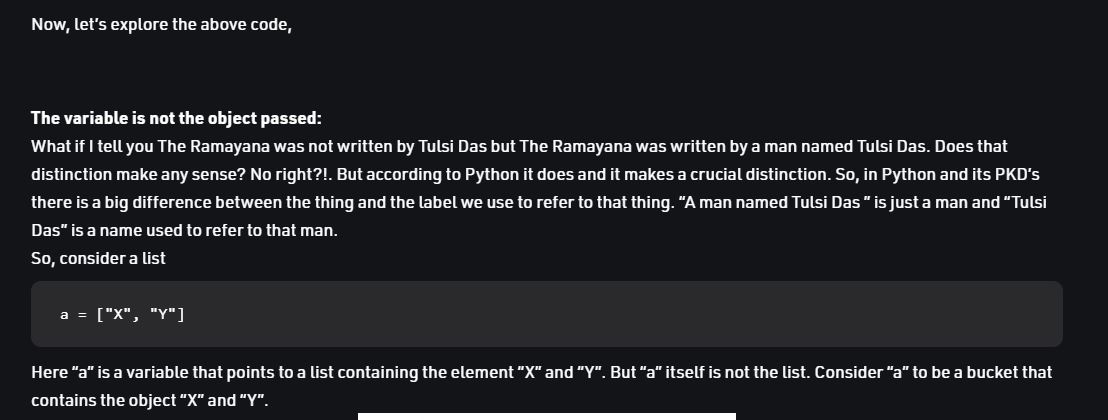 Now, let's explore the above code,
The variable is not the object passed:
What if I tell you The Ramayana was not written by Tulsi Das but The Ramayana was written by a man named Tulsi Das. Does that
distinction make any sense? No right?!. But according to Python it does and it makes a crucial distinction. So, in Python and its PKD's
there is a big difference between the thing and the label we use to refer to that thing. “A man named Tulsi Das ” is just a man and “Tulsi
Das” is a name used to refer to that man.
So, consider a list
a = ["X", "Y"]
Here “a” is a variable that points to a list containing the element “X” and “Y”. But “a” itself is not the list. Consider “a” to be a bucket that
contains the object “X” and “Y”.